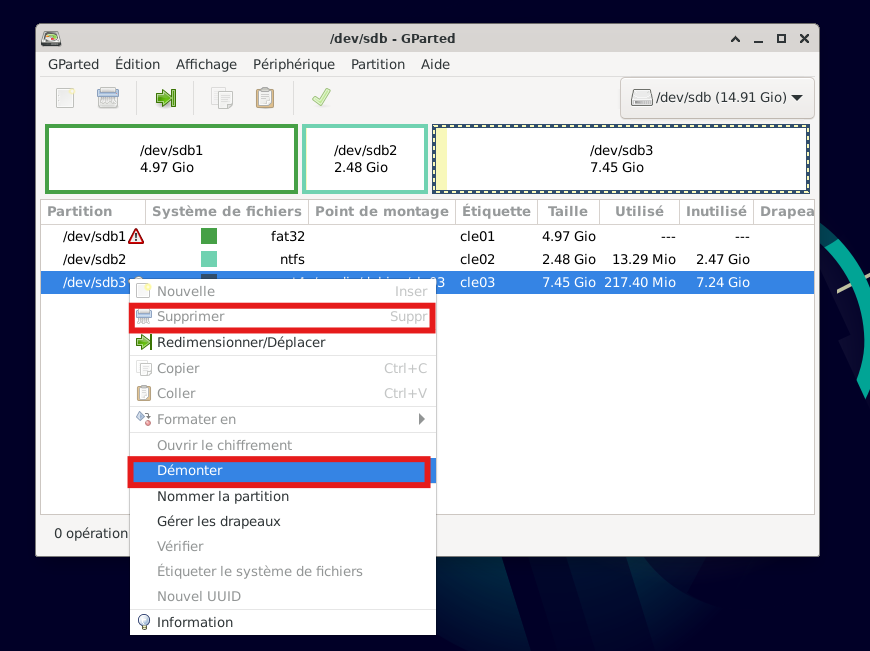 /dev/sdb - GParted
GParted Édition Affichage Périphérique Partition Aide
/dev/sdb (14.91 Gio)
/dev/sdb1
4.97 Gio
/dev/sdb2
2.48 Gio
/dev/sdb3
7.45 Gio
Partition Système de fichiers Point de montage Étiquette Taille Utilisé Inutilisé Drapea
/dev/sdb1 fat32 cle01 4.97 Gio --- ---
/dev/sdb2 ntfs cle02 2.48 Gio 13.29 Mio 2.47 Gio
/dev/sdb3 cle03 7.45 Gio 217.40 Mio 7.24 Gio
Nouvelle Inser
Supprimer Suppr
Redimensionner/Déplacer
Copier Ctrl+C
Coller Ctrl+V
Formater en
Ouvrir le chiffrement
Démonter
Nommer la partition
Gérer les drapeaux
0 opération
Vérifier
Étiqueter le système de fichiers
Nouvel UUID
Information